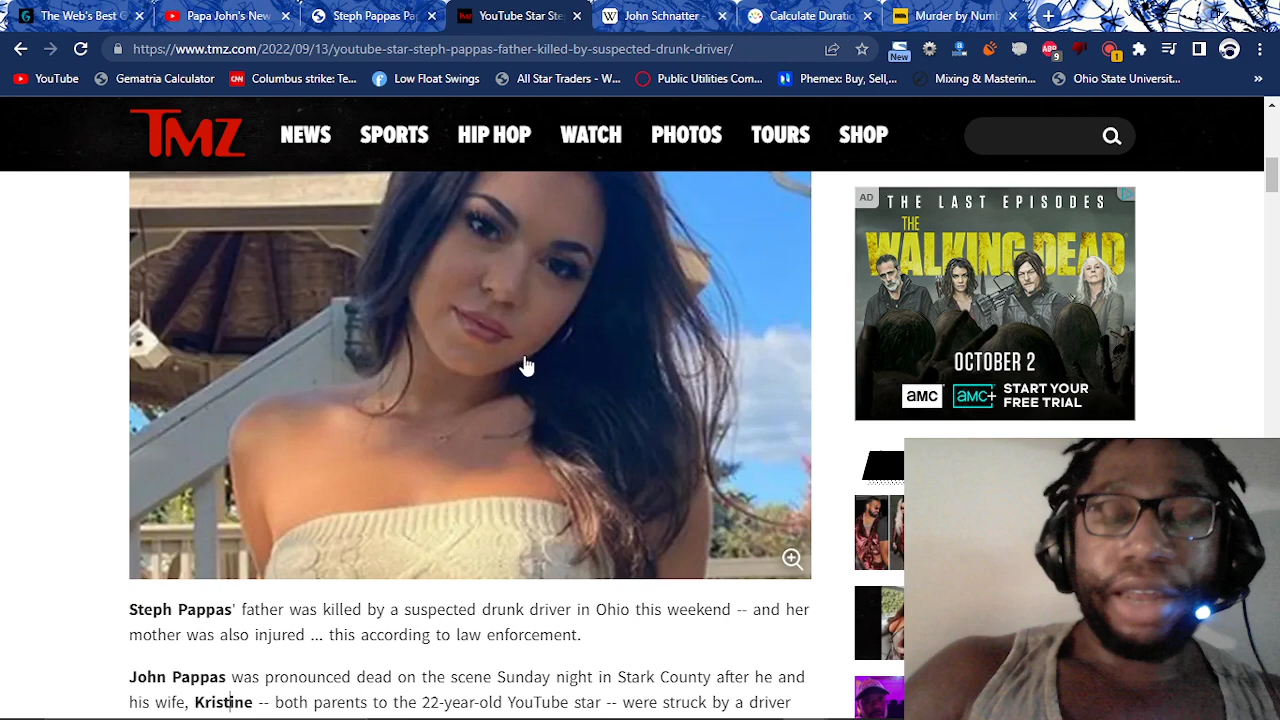 The Web's Best G
Papa John's New
Steph Pappas Pa
YouTube Star Ste
John Schnatter -
Calculate Durati
Murder by Numb
https://www.tmz.com/2022/09/13/youtube-star-steph-pappas-father-killed-by-suspected-drunk-driver/
New
ABP
9
1
YouTube
Gematria Calculator
CNN
Columbus strike: Te...
Low Float Swings
All Star Traders - W...
Public Utilities Com...
Phemex: Buy, Sell,...
Mixing & Masterin...
Ohio State Universit...
»
TMZ
NEWS
SPORTS
HIP HOP
WATCH
PHOTOS
TOURS
SHOP
AD
THE LAST EPISODES
THE
WALKING DEAD
OCTOBER 2
aMC
aMC+
START YOUR
FREE TRIAL
Steph Pappas' father was killed by a suspected drunk driver in Ohio this weekend -- and her
mother was also injured ... this according to law enforcement.
John Pappas was pronounced dead on the scene Sunday night in Stark County after he and
his wife, Kristine -- both parents to the 22-year-old YouTube star -- were struck by a driver